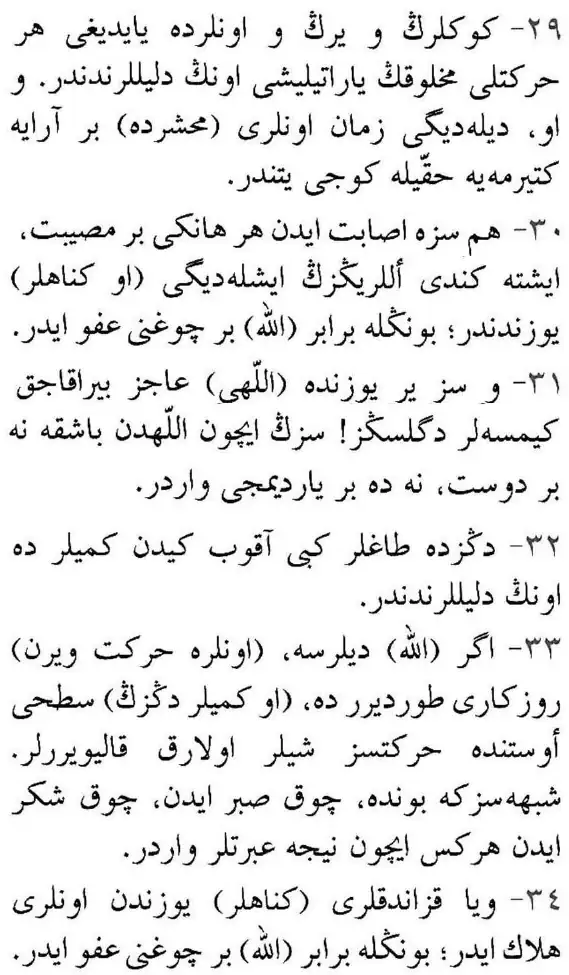 ٢٩- كوكلرڭ و يرڭ و اونلرده يايديغى هر
حركتلى مخلوقڭ ياراتيليشى اونڭ دليللرندندر. و
او، ديله‌ديگى زمان اونلرى (محشرده) بر آرايه
كتيرمه‌يه حقّيله كوجى يتندر.
٣٠- هم سزه اصابت ايدن هر هانكى بر مصيبت،
ايشته كندى أللريڭزڭ ايشله‌ديگى (او كناهلر)
يوزندندر؛ بونڭله برابر (الله) بر چوغنى عفو ايدر.
٣١- و سز ير يوزنده (اللّهى) عاجز بيراقاجق
كيمسه‌لر دگلسڭز! سزڭ ايچون اللّهدن باشقه نه
بر دوست، نه ده بر يارديمجى واردر.
٣٢- دڭزده طاغلر كبى آقوب كيدن كميلر ده
اونڭ دليللرندندر.
٣٣- اگر (الله) ديلرسه، (اونلره حركت ويرن)
روزكارى طورديرر ده، (او كميلر دڭزڭ) سطحى
أوستنده حركتسز شيلر اولارق قاليويررلر.
شبهه‌سزكه بونده، چوق صبر ايدن، چوق شكر
ايدن هركس ايچون نيجه عبرتلر واردر.
٣٤- ويا قزاندقلرى (كناهلر) يوزندن اونلرى
هلاك ايدر؛ بونڭله برابر (الله) بر چوغنى عفو ايدر.